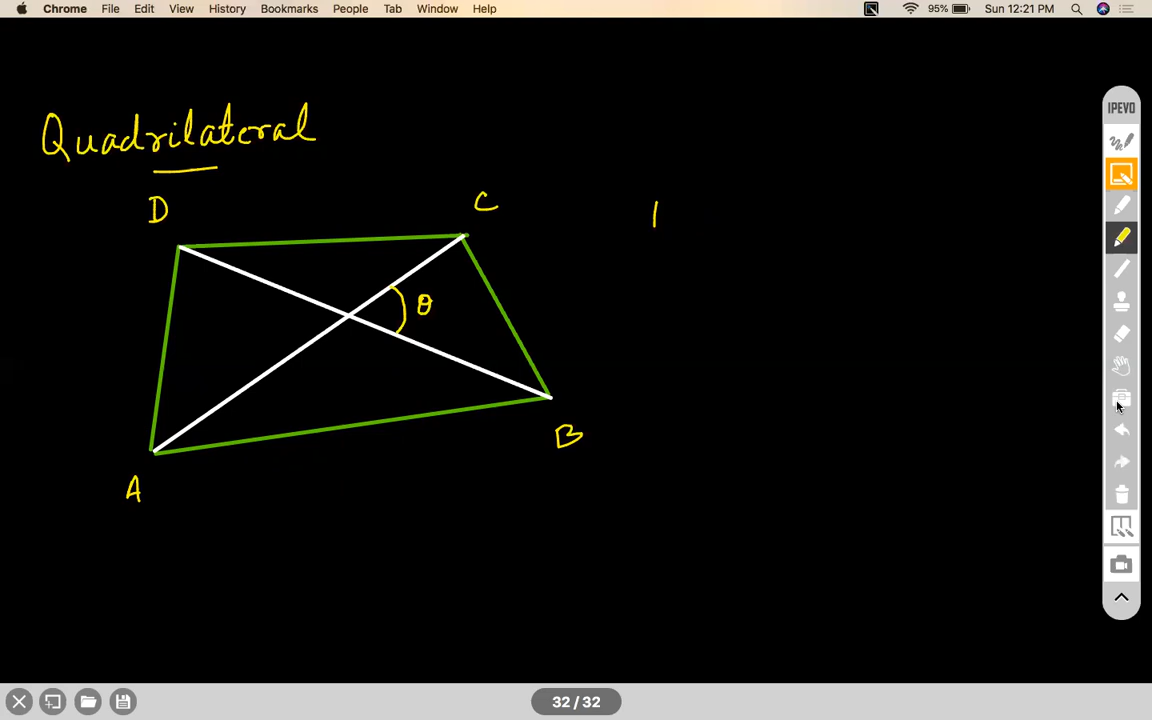 Chrome File Edit View History Bookmarks People Tab Window Help 95% Sun 12:21 PM
IPEVO
Quadrilateral
D C
θ
B
A
32 / 32